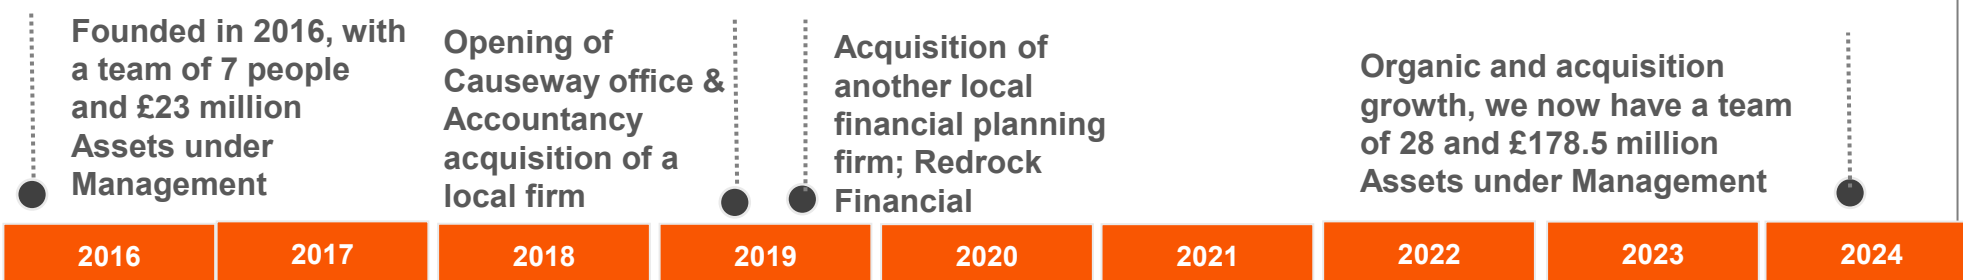 Founded in 2016, with
a team of 7 people
and £23 million
Assets under
Management
Opening of
Causeway office &
Accountancy
acquisition of a
local firm
Acquisition of
another local
financial planning
firm; Redrock
Financial
Organic and acquisition
growth, we now have a team
of 28 and £178.5 million
Assets under Management
2016
2017
2018
2019
2020
2021
2022
2023
2024